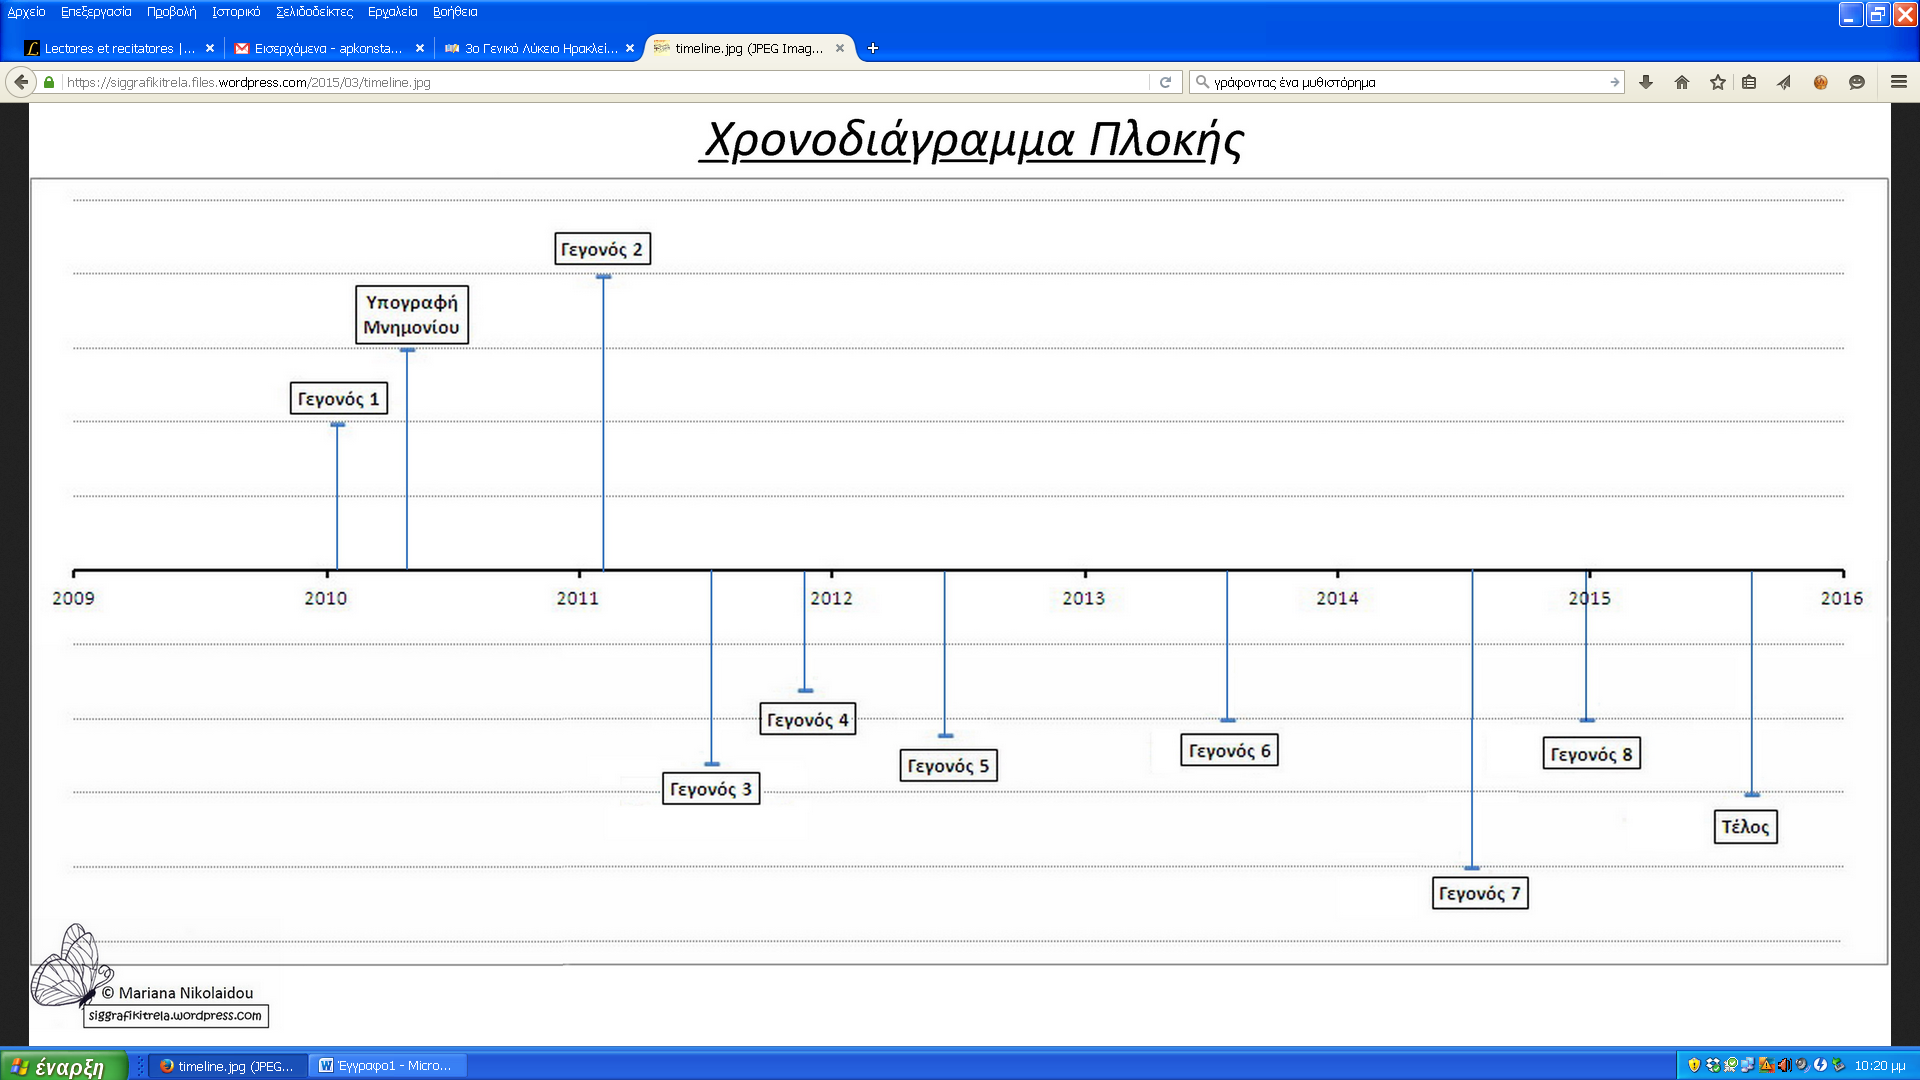 Αρχείο Επεξεργασία Προβολή Ιστορικό Σελιδοδείκτες Εργαλεία Βοήθεια
Lectores et recitatores |... Εισερχόμενα - apkonsta... 3ο Γενικό Λύκειο Ηρακλεί... timeline.jpg (JPEG Imag...
https://siggrafikitrela.files.wordpress.com/2015/03/timeline.jpg γράφοντας ένα μυθιστόρημα
Χρονοδιάγραμμα Πλοκής
Γεγονός 2
Υπογραφή
Μνημονίου
Γεγονός 1
2009 2010 2011 2012 2013 2014 2015 2016
Γεγονός 4
Γεγονός 6
Γεγονός 8
Γεγονός 5
Γεγονός 3
Τέλος
Γεγονός 7
© Mariana Nikolaidou
siggrafikitrela.wordpress.com
έναρξη timeline.jpg (JPEG... Έγγραφο1 - Micro... 10:20 μμ